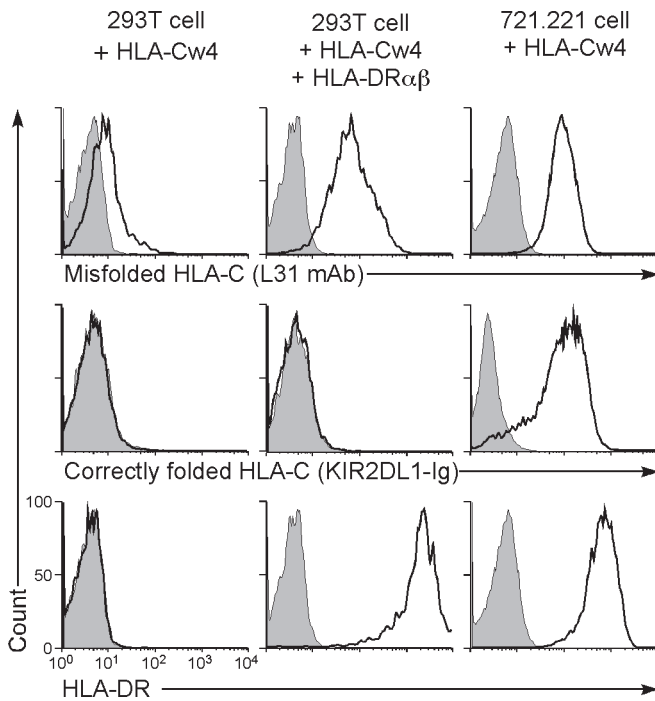 293T cell
+ HLA-Cw4
293T cell
+ HLA-Cw4
+ HLA-DRαβ
721.221 cell
+ HLA-Cw4
Misfolded HLA-C (L31 mAb)
Correctly folded HLA-C (KIR2DL1-Ig)
Count
100
50
0
10⁰ 10¹ 10² 10³ 10⁴
HLA-DR